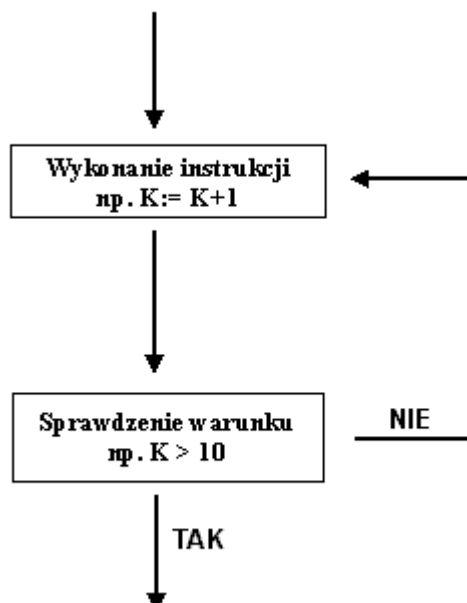 Wykonanie instrukcji
np. K:= K+1
Sprawdzenie warunku
np. K > 10
NIE
TAK